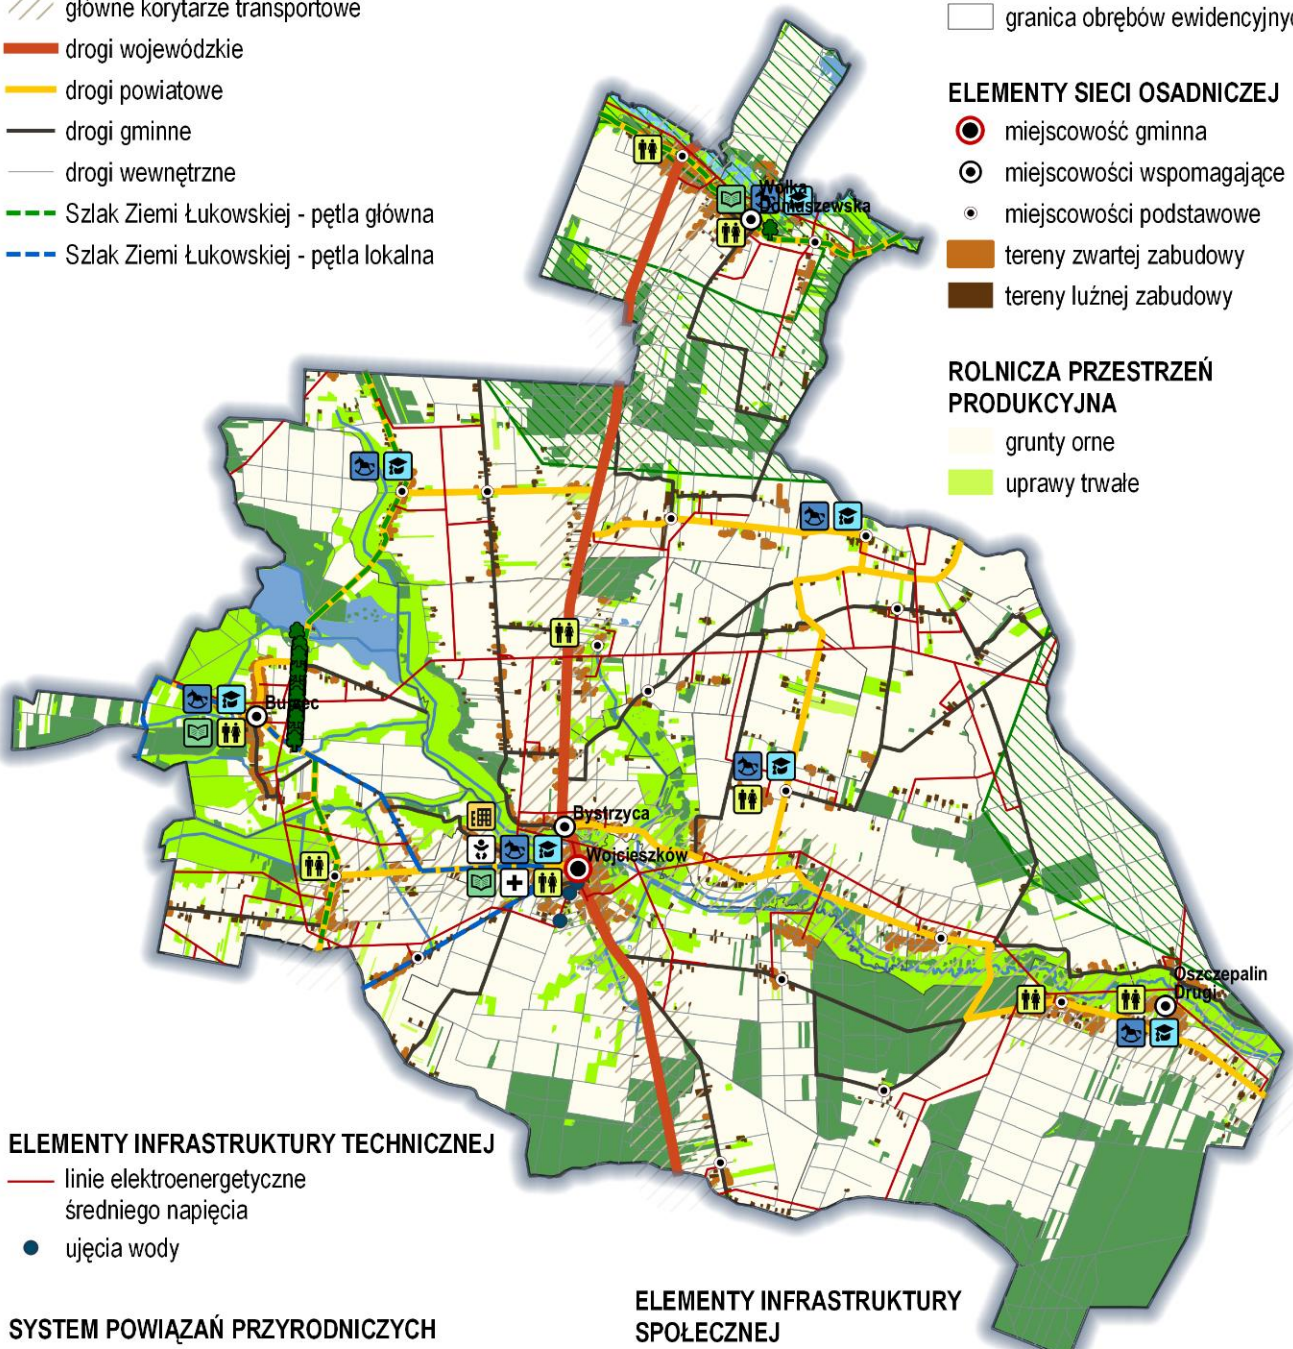 główne korytarze transportowe
drogi wojewódzkie
drogi powiatowe
drogi gminne
drogi wewnętrzne
Szlak Ziemi Łukowskiej - pętla główna
Szlak Ziemi Łukowskiej - pętla lokalna
granica obrębów ewidencyjnyc
ELEMENTY SIECI OSADNICZEJ
miejscowość gminna
miejscowości wspomagające
miejscowości podstawowe
tereny zwartej zabudowy
tereny luźnej zabudowy
ROLNICZA PRZESTRZEŃ
PRODUKCYJNA
grunty orne
uprawy trwałe
Wólka
Domaszewska
Burzec
Bystrzyca
Wojcieszków
Oszczepalin
Drugi
ELEMENTY INFRASTRUKTURY TECHNICZNEJ
linie elektroenergetyczne
średniego napięcia
ujęcia wody
SYSTEM POWIĄZAŃ PRZYRODNICZYCH
ELEMENTY INFRASTRUKTURY
SPOŁECZNEJ